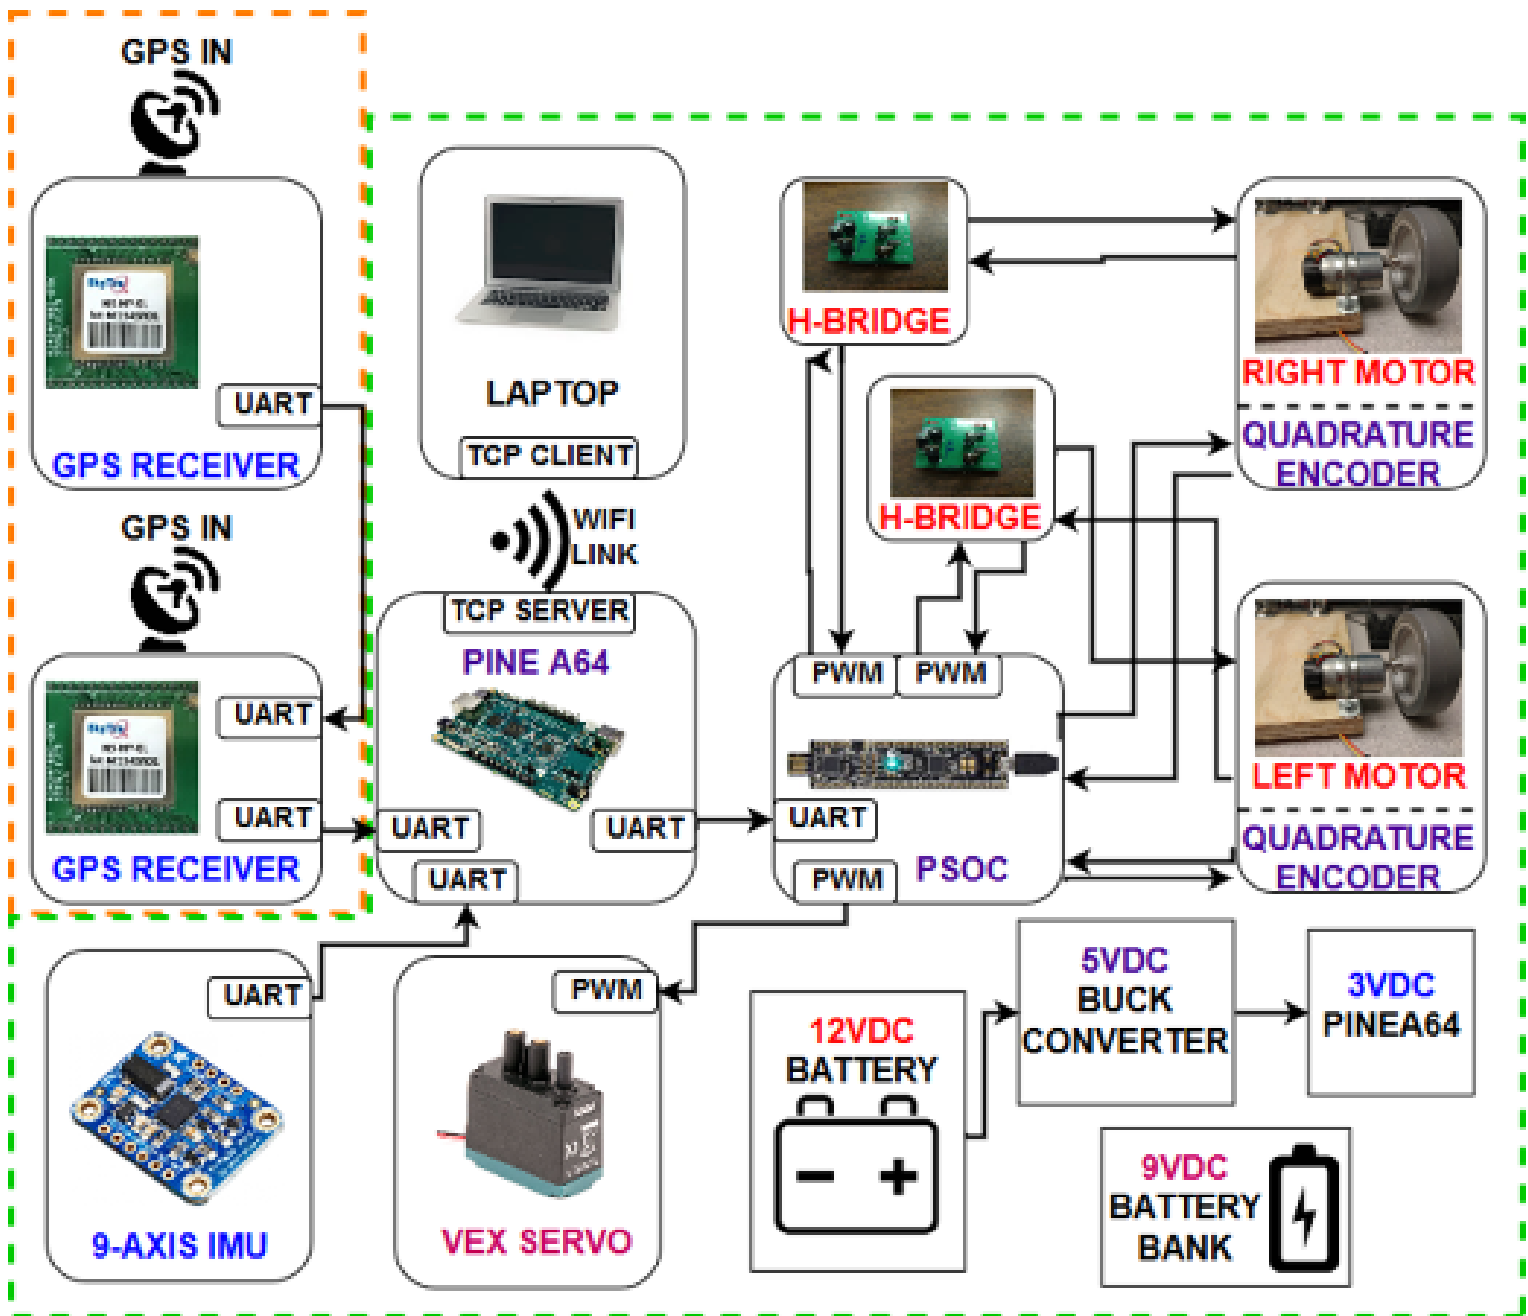 GPS IN
UART
GPS RECEIVER
GPS IN
UART
UART
GPS RECEIVER
LAPTOP
TCP CLIENT
WIFI
LINK
TCP SERVER
PINE A64
UART
UART
UART
H-BRIDGE
H-BRIDGE
RIGHT MOTOR
QUADRATURE
ENCODER
PWM
PWM
UART
PSOC
PWM
LEFT MOTOR
QUADRATURE
ENCODER
UART
9-AXIS IMU
PWM
VEX SERVO
12VDC
BATTERY
5VDC
BUCK
CONVERTER
3VDC
PINEA64
9VDC
BATTERY
BANK